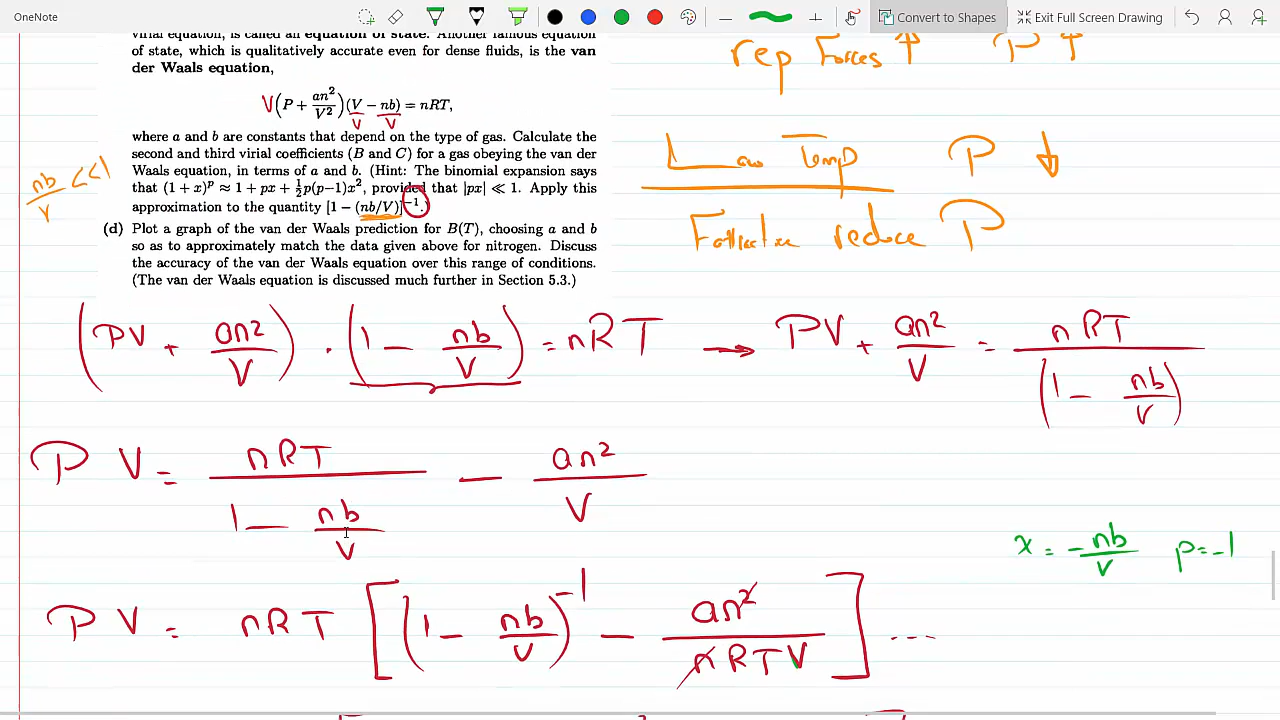 OneNote
Convert to Shapes
Exit Full Screen Drawing
virial equation, is called an equation of state. Another famous equation
of state, which is qualitatively accurate even for dense fluids, is the van
der Waals equation,
V(P + an²/V²)(V − nb) = nRT,
V V
where a and b are constants that depend on the type of gas. Calculate the
second and third virial coefficients (B and C) for a gas obeying the van der
Waals equation, in terms of a and b. (Hint: The binomial expansion says
that (1 + x)^p ≈ 1 + px + ½p(p−1)x², provided that |px| ≪ 1. Apply this
approximation to the quantity [1 − (nb/V)]⁻¹.)
(d) Plot a graph of the van der Waals prediction for B(T), choosing a and b
so as to approximately match the data given above for nitrogen. Discuss
the accuracy of the van der Waals equation over this range of conditions.
(The van der Waals equation is discussed much further in Section 5.3.)
nb/V <<1
rep Forces ↑ P ↑
Low Temp P ↓
reduce P
(PV + an²/V) · (1 − nb/V) = nRT → PV + an²/V = nRT/(1 − nb/V)
P V = nRT/(1 − nb/V) − an²/V
x = −nb/V p=−1
P V = nRT [(1 − nb/V)⁻¹ − an²/(nRTV)] ...